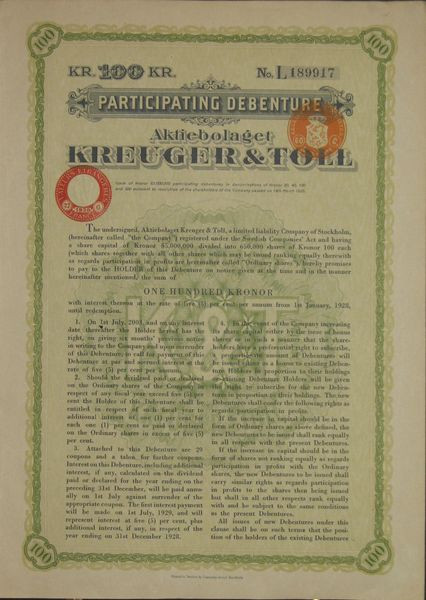 100 100
KR. 100 KR. No. L 189917
PARTICIPATING DEBENTURE
Aktiebolaget
KREUGER & TOLL
The undersigned, Aktiebolaget Kreuger & Toll, a limited liability Company of Stockholm,
(hereinafter called "the Company") registered under the Swedish Companies' Act and having
a share capital of Kronor 65,000,000, divided into 650,000 shares of Kronor 100 each
(which shares together with all other shares which may be issued ranking equally therewith
as regards participation in profits are hereinafter called "Ordinary shares") hereby promises
to pay to the HOLDER of this Debenture on notice given at the time and in the manner
hereinafter mentioned, the sum of
ONE HUNDRED KRONOR
with interest thereon at the rate of five (5) per cent per annum from 1st January, 1928,
until redemption.
1. On 1st July, 2003, and on any interest
date thereafter the Holder hereof has the
right, on giving six months' previous notice
in writing to the Company and upon surrender
of this Debenture, to call for payment of this
Debenture at par and accrued interest at the
rate of five (5) per cent per annum.
2. Should the dividend paid or declared
on the Ordinary shares of the Company in
respect of any fiscal year exceed five (5) per
cent the Holder of this Debenture shall be
entitled in respect of such fiscal year to
additional interest of one (1) per cent for
each one (1) per cent so paid or declared
on the Ordinary shares in excess of five (5)
per cent.
3. Attached to this Debenture are 29
coupons and a talon, for further coupons.
Interest on this Debenture, including additional
interest, if any, calculated on the dividend
paid or declared for the year ending on the
preceding 31st December, will be paid annu-
ally on 1st July against surrender of the
appropriate coupon. The first interest payment
will be made on 1st July, 1929, and will
represent interest at five (5) per cent, plus
additional interest, if any, in respect of the
year ending on 31st December 1928.
4. In the event of the Company increasing
its share capital either by the issue of bonus
shares or in such a manner that the share-
holders have a preferential right to subscribe,
a proportionate amount of Debentures will
be issued either as a bonus to existing Deben-
ture Holders in proportion to their holdings
or existing Debenture Holders will be given
the right to subscribe for the new Deben-
tures in proportion to their holdings. The new
Debentures shall confer the following rights as
regards participation in profits.
If the increase in capital should be in the
form of Ordinary shares as above defined, the
new Debentures to be issued shall rank equally
in all respects with the present Debentures.
If the increase in capital should be in the
form of shares not ranking equally as regards
participation in profits with the Ordinary
shares, the new Debentures to be issued shall
carry similar rights as regards participation
in profits to the shares then being issued
but shall in all other respects rank equally
with and be subject to the same conditions
as the present Debentures.
All issues of new Debentures under this
clause shall be on such terms that the posi-
tion of the holders of the existing Debentures
100 100